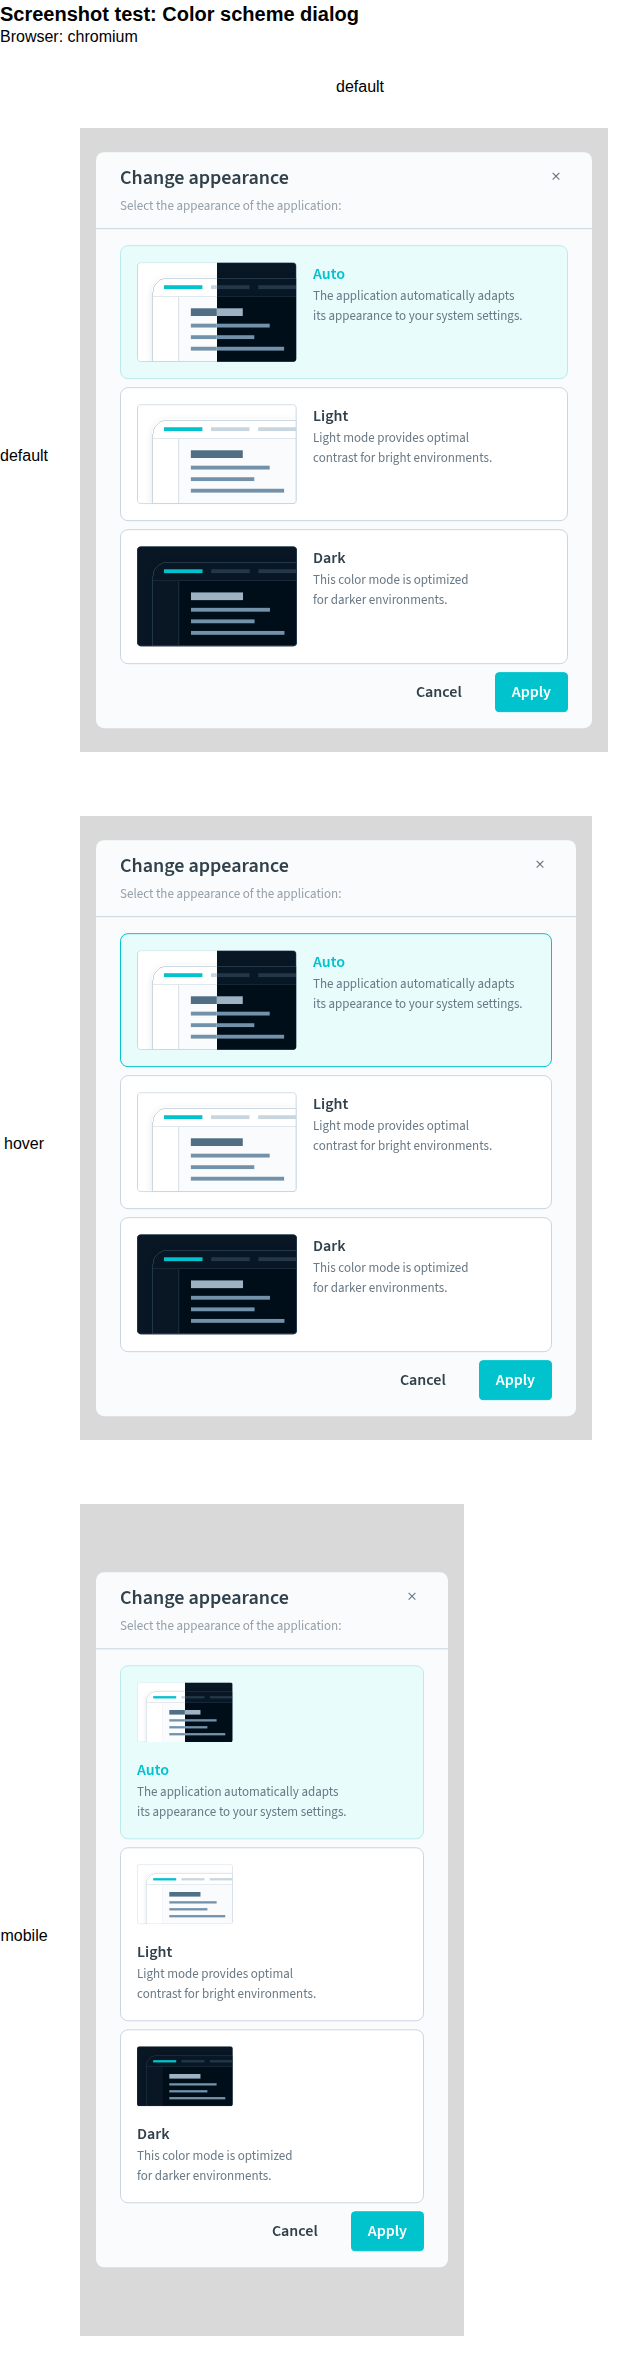 Screenshot test: Color scheme dialog
Browser: chromium
default
default
Change appearance
×
Select the appearance of the application:
Auto
The application automatically adapts
its appearance to your system settings.
Light
Light mode provides optimal
contrast for bright environments.
Dark
This color mode is optimized
for darker environments.
Cancel
Apply
hover
Change appearance
×
Select the appearance of the application:
Auto
The application automatically adapts
its appearance to your system settings.
Light
Light mode provides optimal
contrast for bright environments.
Dark
This color mode is optimized
for darker environments.
Cancel
Apply
mobile
Change appearance
×
Select the appearance of the application:
Auto
The application automatically adapts
its appearance to your system settings.
Light
Light mode provides optimal
contrast for bright environments.
Dark
This color mode is optimized
for darker environments.
Cancel
Apply